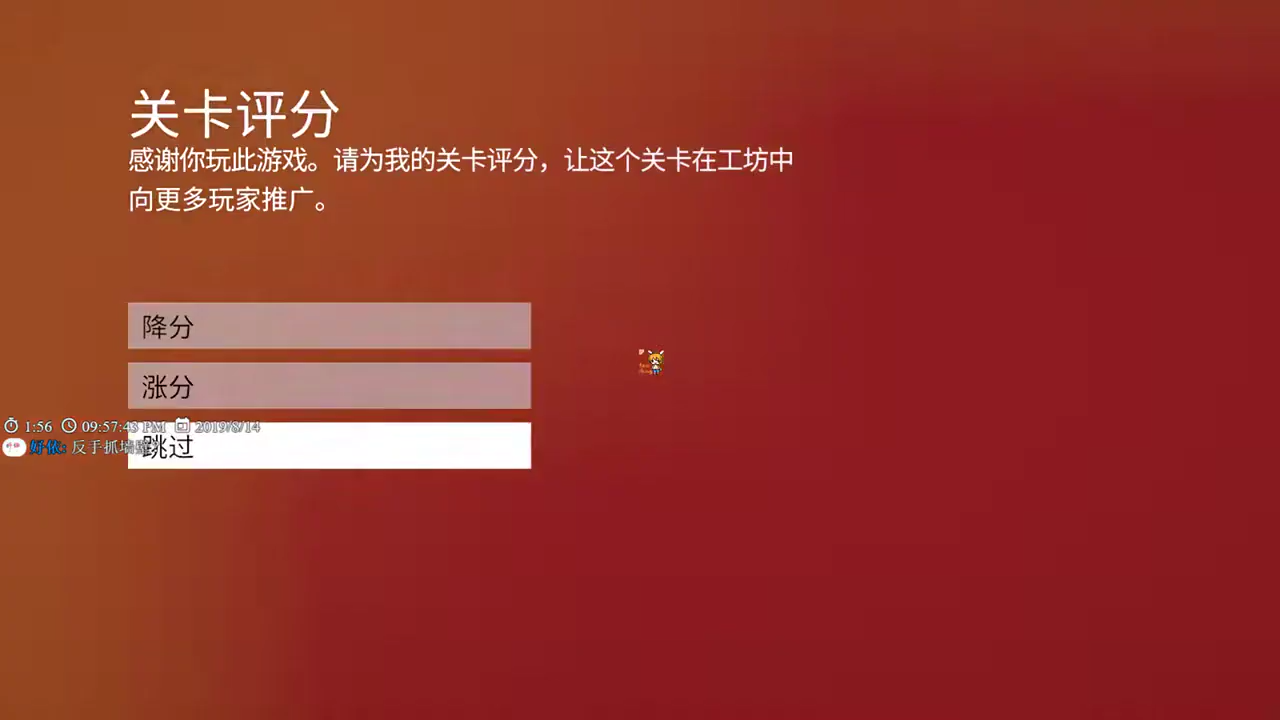 关卡评分
感谢你玩此游戏。请为我的关卡评分，让这个关卡在工坊中
向更多玩家推广。
降分
涨分
1:56 09:57:43 PM 2019/8/14
跳过
好依: 反手抓墙